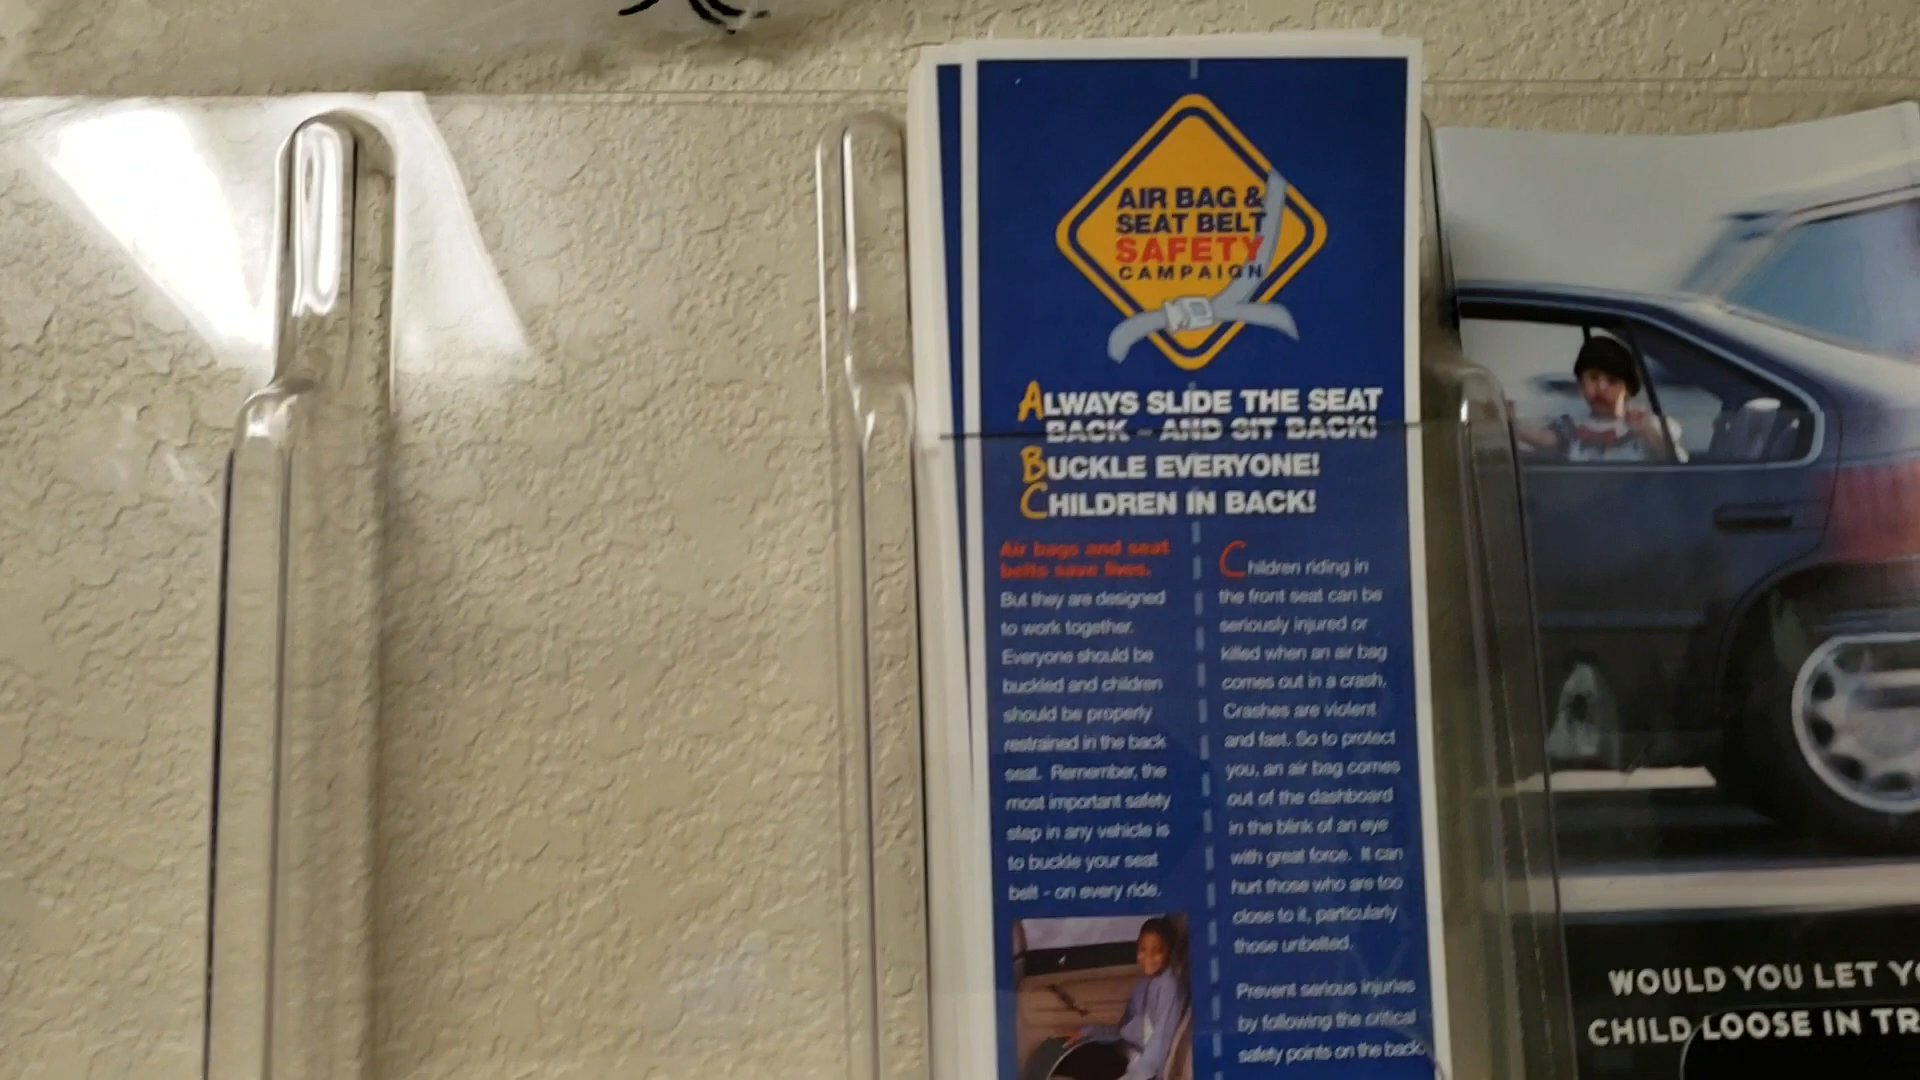 AIR BAG &
SEAT BELT
SAFETY
CAMPAIGN
ALWAYS SLIDE THE SEAT
BACK - AND SIT BACK!
BUCKLE EVERYONE!
CHILDREN IN BACK!
Air bags and seat
belts save lives.
But they are designed
to work together.
Everyone should be
buckled and children
should be properly
restrained in the back
seat. Remember, the
most important safety
step in any vehicle is
to buckle your seat
belt - on every ride.
Children riding in
the front seat can be
seriously injured or
killed when an air bag
comes out in a crash.
Crashes are violent
and fast. So to protect
you, an air bag comes
out of the dashboard
in the blink of an eye
with great force. It can
hurt those who are too
close to it, particularly
those unbelted.
Prevent serious injuries
by following the critical
safety points on the back.
WOULD YOU LET YO
CHILD LOOSE IN TR